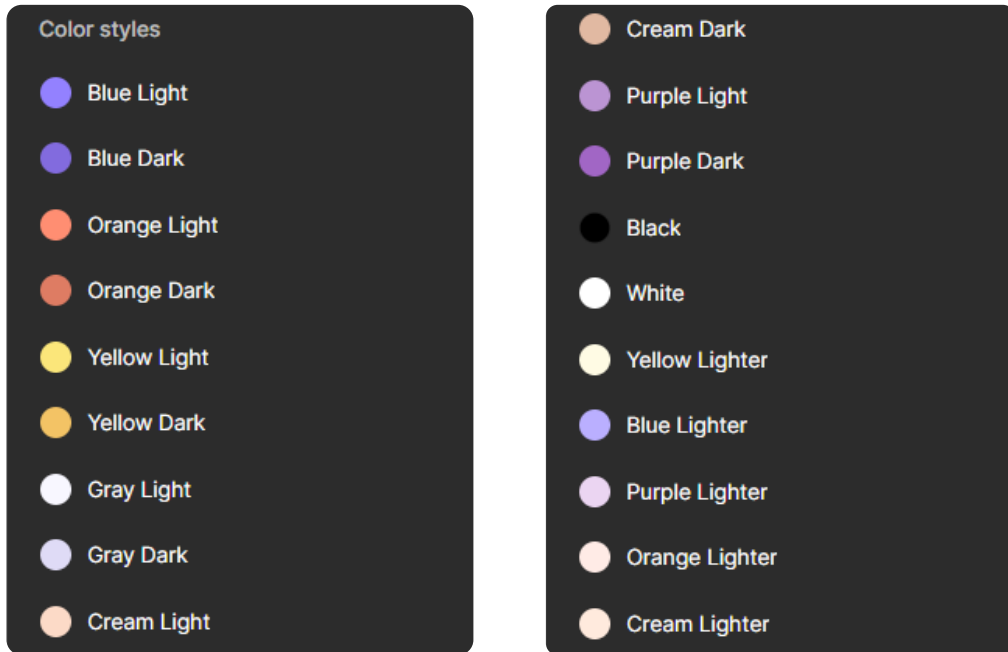 Color styles
Blue Light
Blue Dark
Orange Light
Orange Dark
Yellow Light
Yellow Dark
Gray Light
Gray Dark
Cream Light
Cream Dark
Purple Light
Purple Dark
Black
White
Yellow Lighter
Blue Lighter
Purple Lighter
Orange Lighter
Cream Lighter